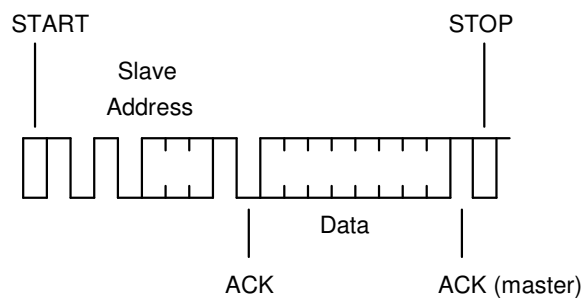 START
STOP
Slave
Address
Data
ACK
ACK (master)